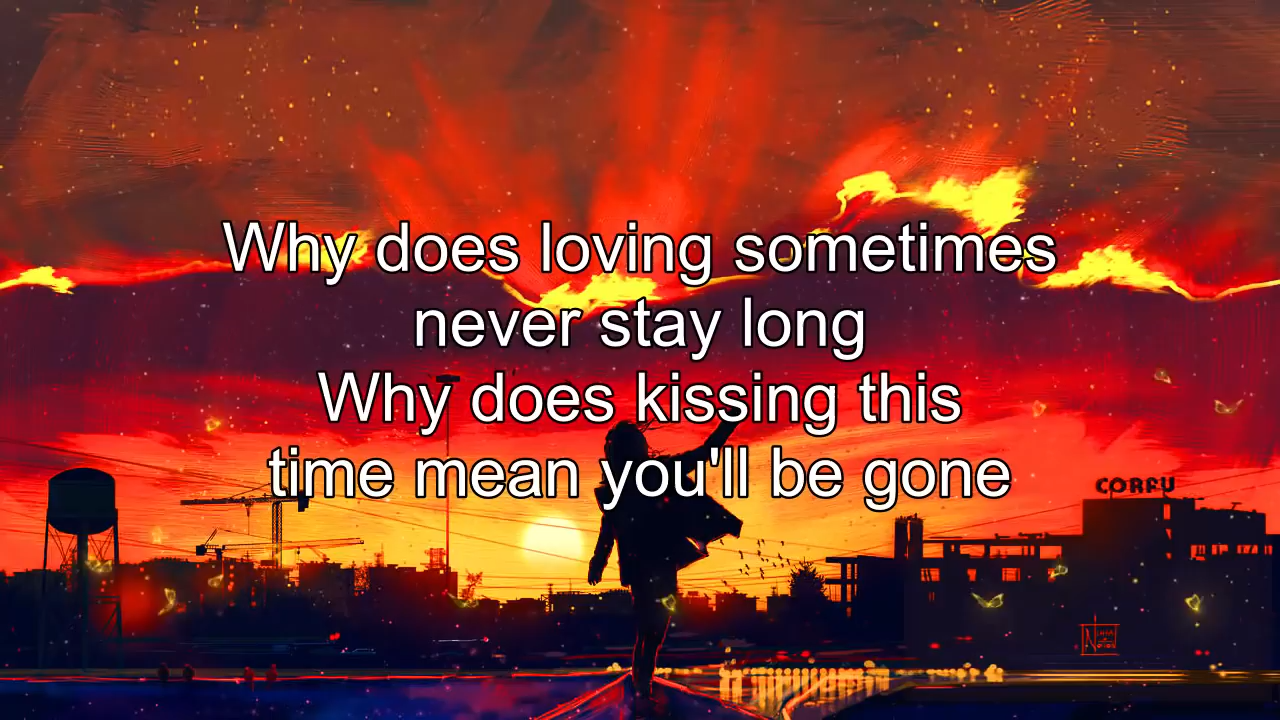 Why does loving sometimes
never stay long
Why does kissing this
time mean you'll be gone
CORFU